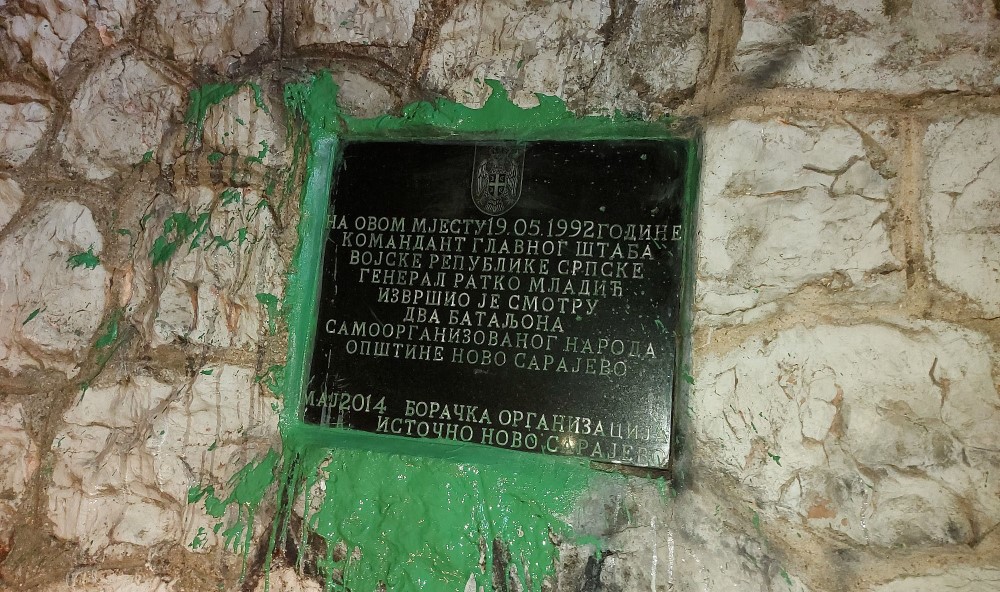 НА ОВОМ МЈЕСТУ 19.05.1992 ГОДИНЕ
КОМАНДАНТ ГЛАВНОГ ШТАБА
ВОЈСКЕ РЕПУБЛИКЕ СРПСКЕ
ГЕНЕРАЛ РАТКО МЛАДИЋ
ИЗВРШИО ЈЕ СМОТРУ
ДВА БАТАЉОНА
САМООРГАНИЗОВАНОГ НАРОДА
ОПШТИНЕ НОВО САРАЈЕВО
МАЈ 2014 БОРАЧКА ОРГАНИЗАЦИЈА
ИСТОЧНО НОВО САРАЈЕВО